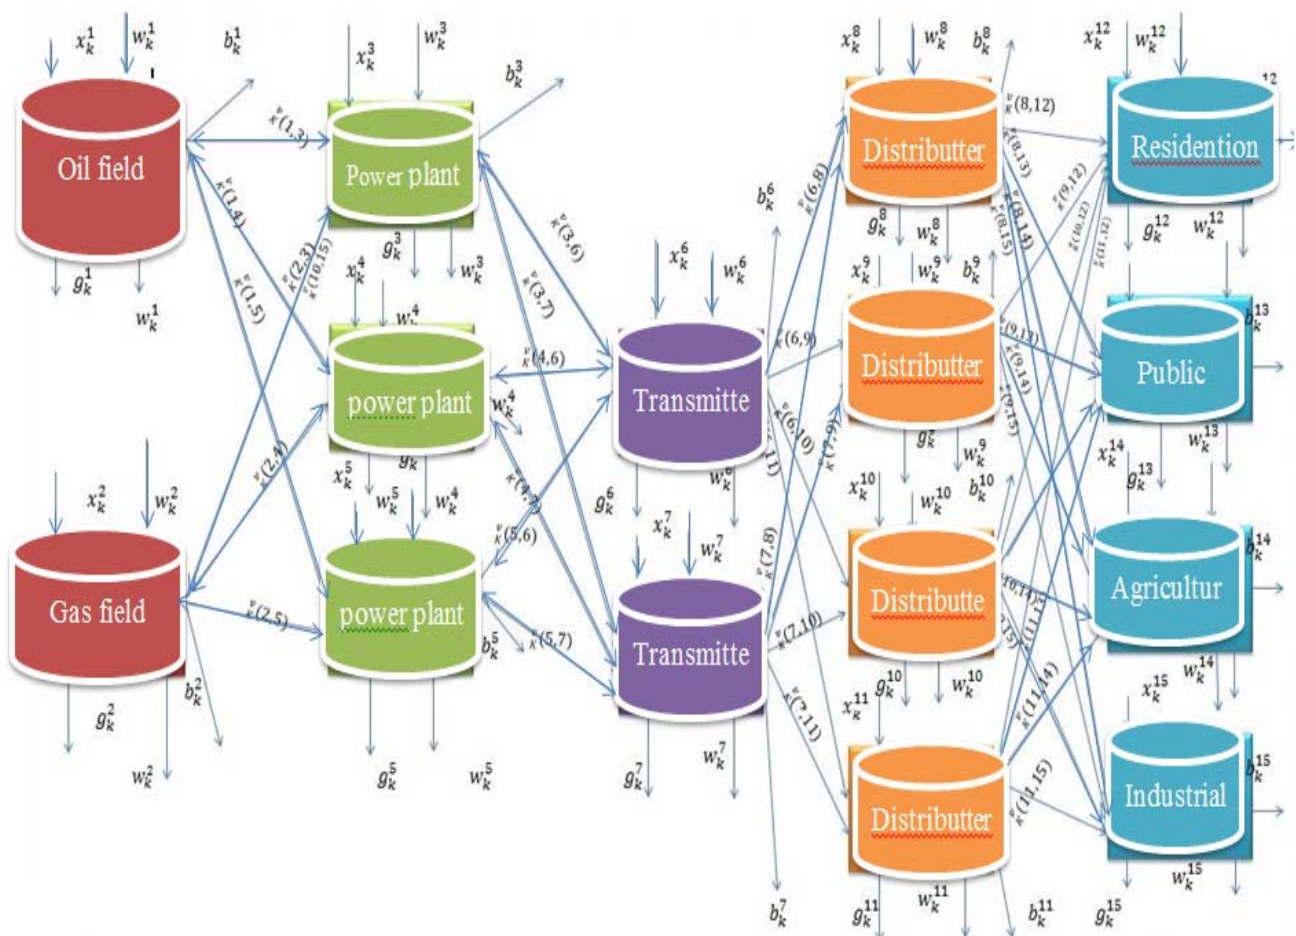 x_k^1
w_k^1
b_k^1
x_k^3
w_k^3
b_k^3
x_k^8
w_k^8
b_k^8
x_k^12
w_k^12
12
Oil field
v_K(1,3)
Power plant
Distributter
v_K(8,12)
v_K(8,13)
Residention
v_K(1,4)
b_k^6
v_K(6,8)
v_K(9,12)
v_K(8,14)
v_K(8,15)
v_K(10,12)
v_K(11,12)
g_k^1
w_k^1
v_K(1,5)
v_K(2,3)
v_K(10,15)
g_k^3
w_k^3
x_k^4
v_K(3,6)
v_K(3,7)
x_k^6
w_k^6
g_k^8
w_k^8
x_k^9
w_k^9
b_k^9
g_k^12
w_k^12
w_k^4
v_K(4,6)
v_K(6,9)
v_K(9,13)
v_K(9,14)
v_K(9,15)
b_k^13
power plant
Transmitte
Distributter
Public
w_k^4
v_K(2,4)
g_k
v_K(6,10)
v_K(7,9)
w_k^9
x_k^14
w_k^13
x_k^2
w_k^2
x_k^5
w_k^5
w_k^4
v_K(4,7)
v_K(5,6)
g_k^6
w_k^6
x_k^7
w_k^7
v_K(7,8)
x_k^10
w_k^10
b_k^10
g_k^13
b_k^14
Gas field
v_K(2,5)
power plant
b_k^5
v_K(5,7)
Transmitte
v_K(7,10)
Distributte
10,14)
Agricultur
b_k^2
g_k^2
w_k^2
g_k^5
w_k^5
g_k^7
w_k^7
v_K(7,11)
g_k^10
w_k^10
x_k^11
v_K(11,14)
w_k^14
x_k^15
b_k^15
Distributter
v_K(11,15)
Industrial
b_k^7
g_k^11
w_k^11
b_k^11
g_k^15
w_k^15